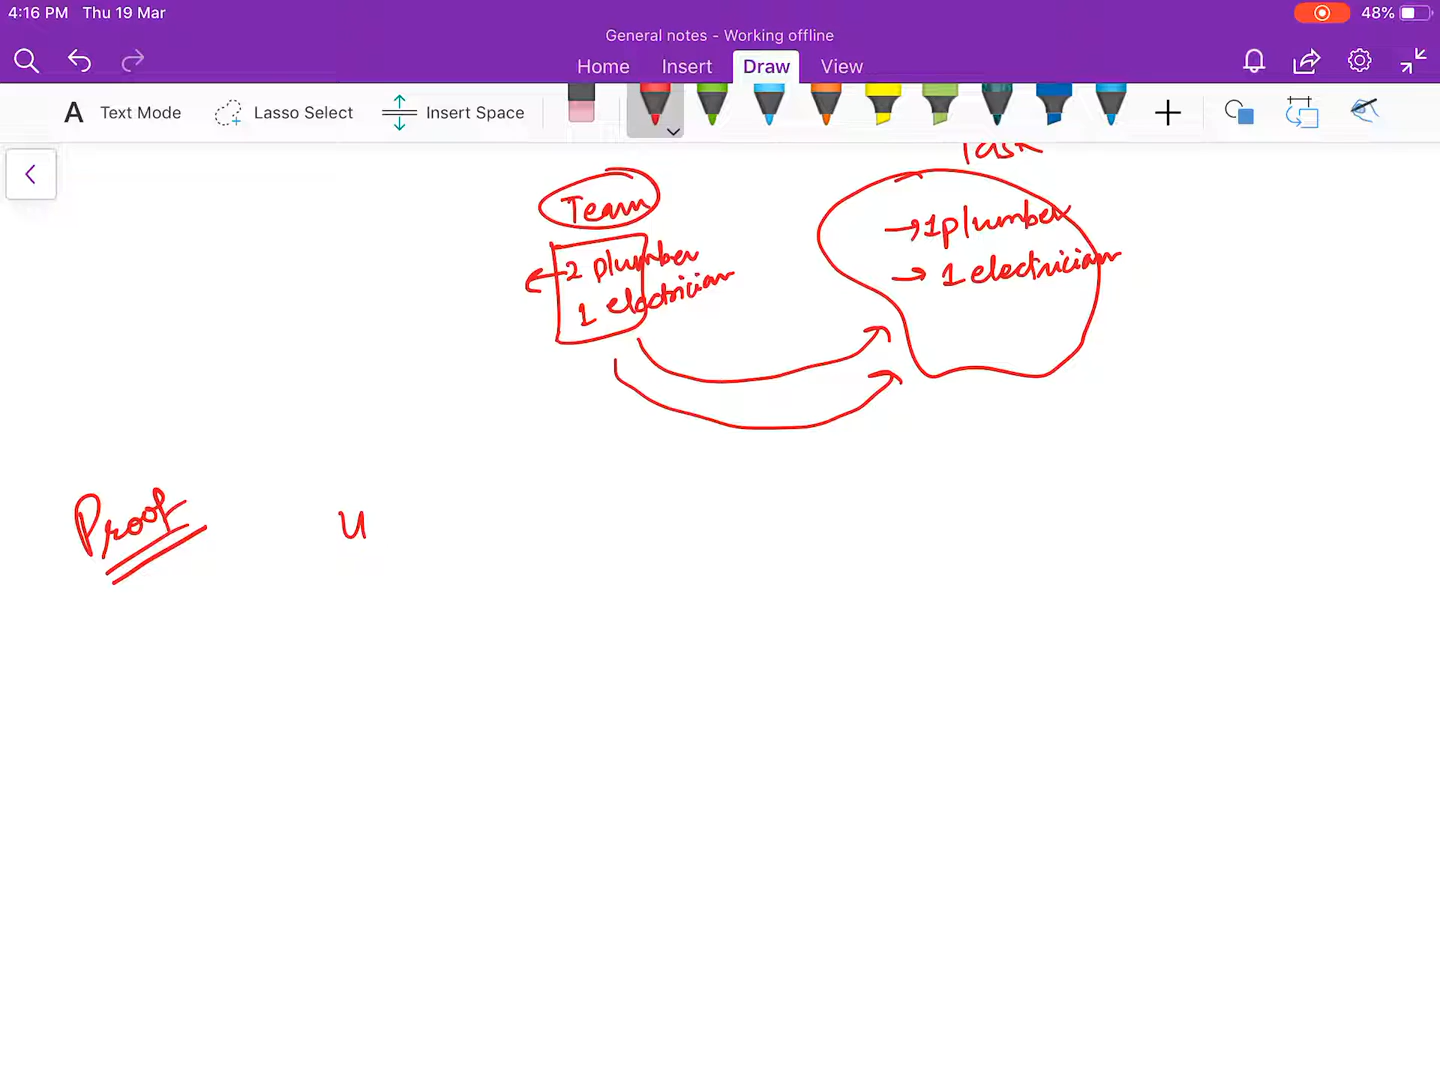 4:16 PM Thu 19 Mar 48%
General notes - Working offline
Home Insert Draw View
A Text Mode Lasso Select Insert Space
Task
Team
→ 1 plumber
2 plumber
→ 1 electrician
1 electrician
Proof u